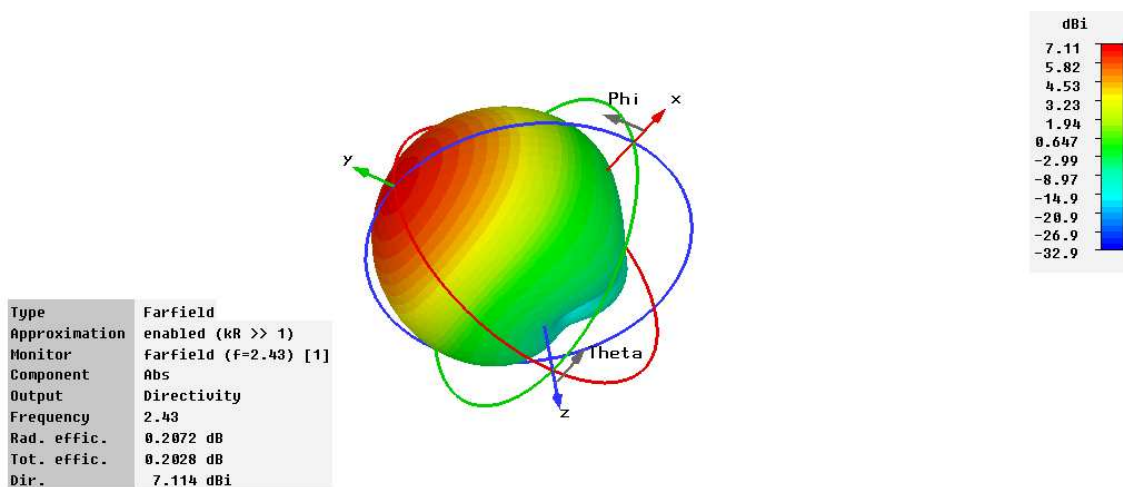 dBi
7.11
5.82
4.53
3.23
1.94
0.647
-2.99
-8.97
-14.9
-20.9
-26.9
-32.9
Phi
x
y
Theta
z
Type Farfield
Approximation enabled (kR >> 1)
Monitor farfield (f=2.43) [1]
Component Abs
Output Directivity
Frequency 2.43
Rad. effic. 0.2072 dB
Tot. effic. 0.2028 dB
Dir. 7.114 dBi